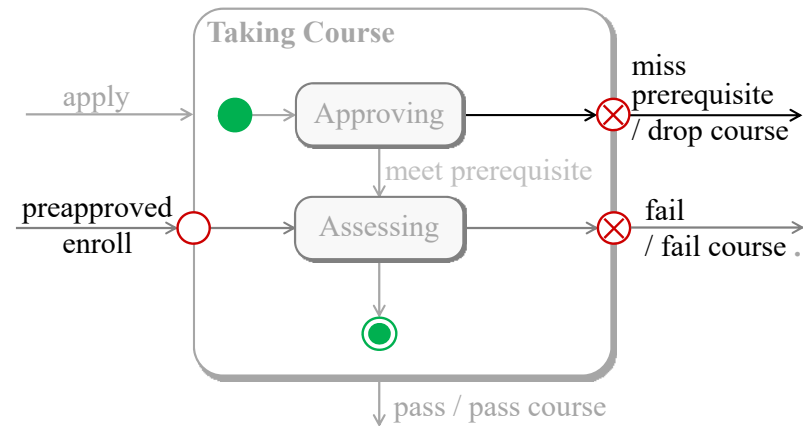 Taking Course
apply
Approving
miss
prerequisite
/ drop course
meet prerequisite
preapproved
enroll
Assessing
fail
/ fail course .
pass / pass course